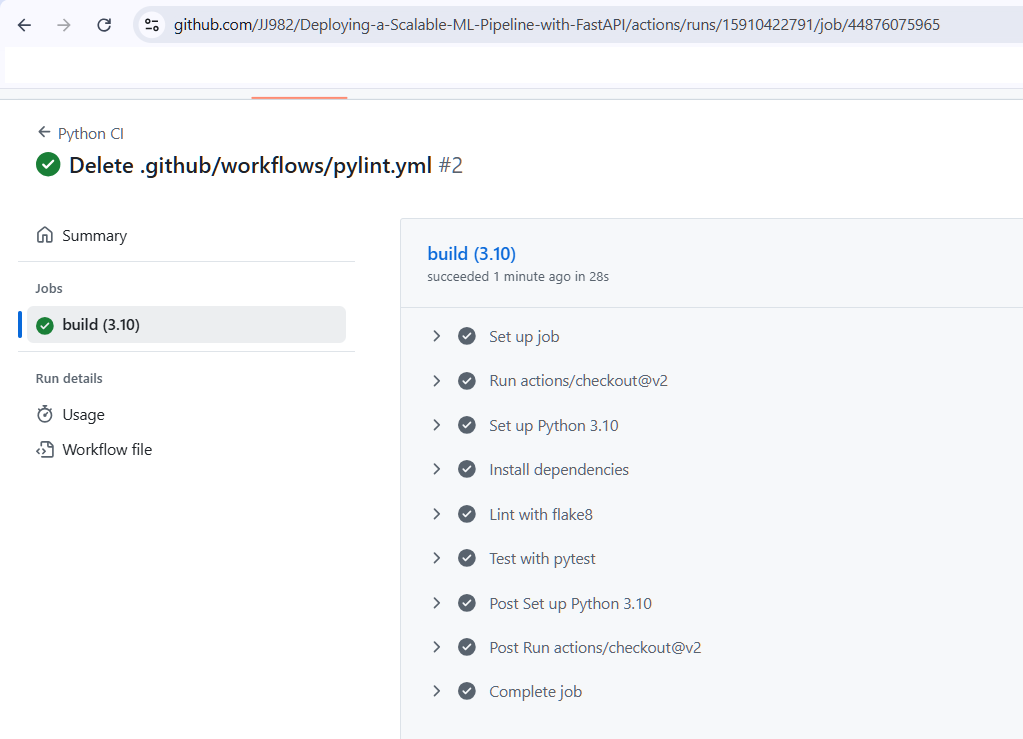 github.com/JJ982/Deploying-a-Scalable-ML-Pipeline-with-FastAPI/actions/runs/15910422791/job/44876075965
Python CI
Delete .github/workflows/pylint.yml #2
Summary
Jobs
build (3.10)
Run details
Usage
Workflow file
build (3.10)
succeeded 1 minute ago in 28s
Set up job
Run actions/checkout@v2
Set up Python 3.10
Install dependencies
Lint with flake8
Test with pytest
Post Set up Python 3.10
Post Run actions/checkout@v2
Complete job